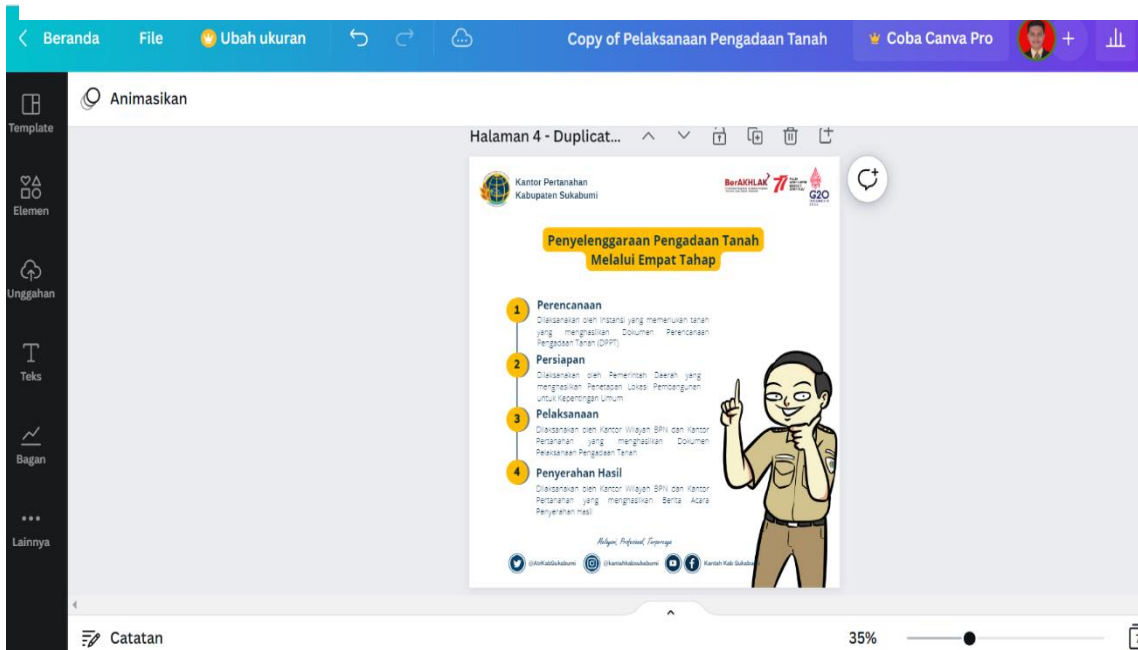 Beranda File Ubah ukuran Copy of Pelaksanaan Pengadaan Tanah Coba Canva Pro
Animasikan
Template
Elemen
Unggahan
Teks
Bagan
Lainnya
Halaman 4 - Duplicat...
Kantor Pertanahan
Kabupaten Sukabumi
BerAKHLAK
77
G20
Penyelenggaraan Pengadaan Tanah
Melalui Empat Tahap
1 Perencanaan
Dilaksanakan oleh Instansi yang memerlukan tanah
yang menghasilkan Dokumen Perencanaan
Pengadaan Tanah (DPPT)
2 Persiapan
Dilaksanakan oleh Pemerintah Daerah yang
menghasilkan Penetapan Lokasi Pembangunan
untuk Kepentingan Umum
3 Pelaksanaan
Dilaksanakan oleh Kantor Wilayah BPN dan Kantor
Pertanahan yang menghasilkan Dokumen
Pelaksanaan Pengadaan Tanah
4 Penyerahan Hasil
Dilaksanakan oleh Kantor Wilayah BPN dan Kantor
Pertanahan yang menghasilkan Berita Acara
Penyerahan Hasil
Melayani, Profesional, Terpercaya
@kantahkabsukabumi Kantah Kab
Catatan
35%